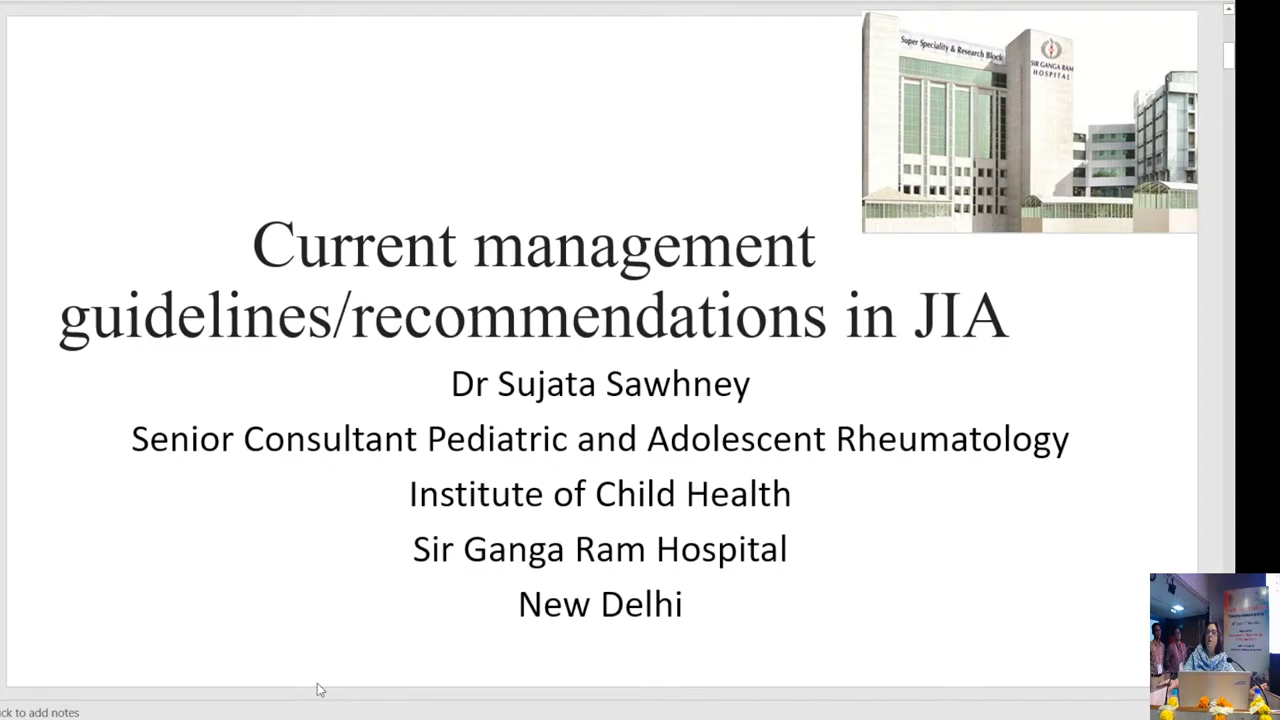 Super Speciality & Research Block
SIR GANGA RAM
HOSPITAL
Current management
guidelines/recommendations in JIA
Dr Sujata Sawhney
Senior Consultant Pediatric and Adolescent Rheumatology
Institute of Child Health
Sir Ganga Ram Hospital
New Delhi
ck to add notes